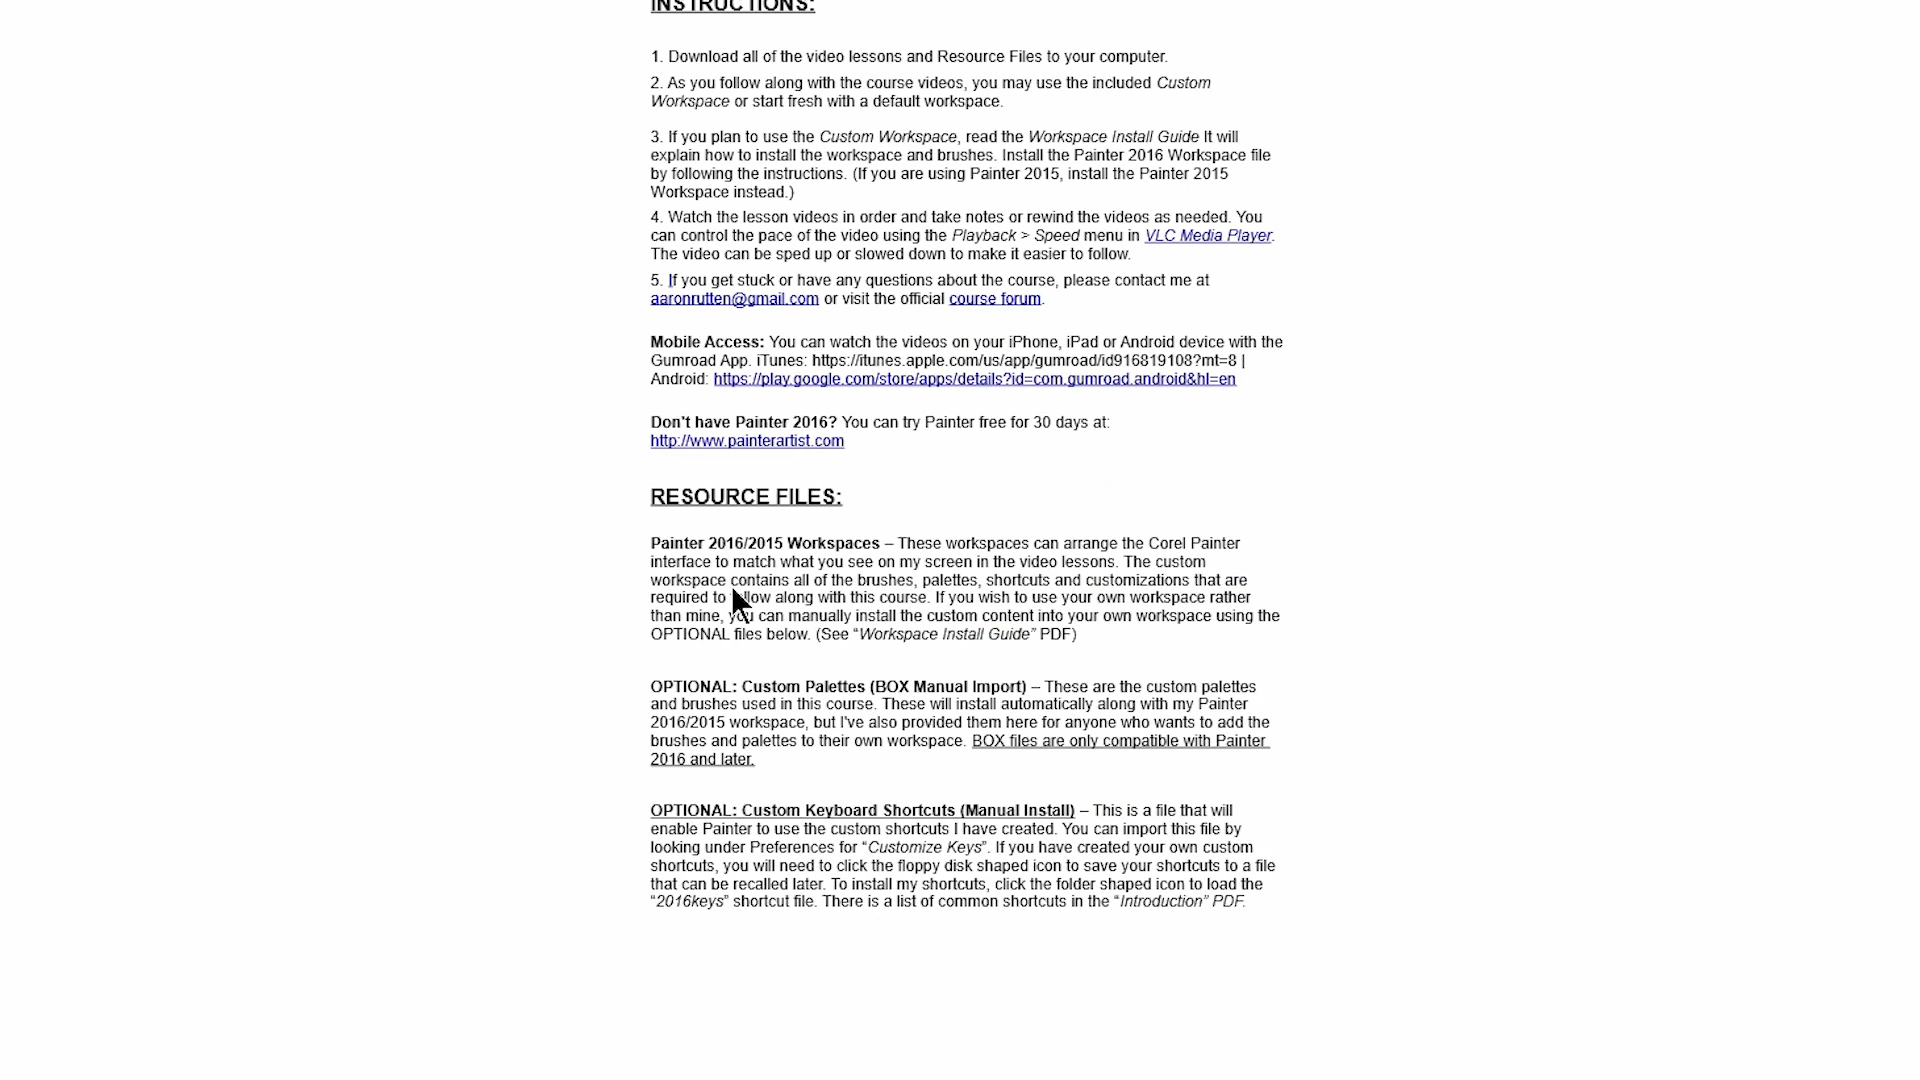 INSTRUCTIONS:
1. Download all of the video lessons and Resource Files to your computer.
2. As you follow along with the course videos, you may use the included Custom
Workspace or start fresh with a default workspace.
3. If you plan to use the Custom Workspace, read the Workspace Install Guide It will
explain how to install the workspace and brushes. Install the Painter 2016 Workspace file
by following the instructions. (If you are using Painter 2015, install the Painter 2015
Workspace instead.)
4. Watch the lesson videos in order and take notes or rewind the videos as needed. You
can control the pace of the video using the Playback > Speed menu in VLC Media Player.
The video can be sped up or slowed down to make it easier to follow.
5. If you get stuck or have any questions about the course, please contact me at
aaronrutten@gmail.com or visit the official course forum.
Mobile Access: You can watch the videos on your iPhone, iPad or Android device with the
Gumroad App. iTunes: https://itunes.apple.com/us/app/gumroad/id916819108?mt=8 |
Android: https://play.google.com/store/apps/details?id=com.gumroad.android&hl=en
Don't have Painter 2016? You can try Painter free for 30 days at:
http://www.painterartist.com
RESOURCE FILES:
Painter 2016/2015 Workspaces – These workspaces can arrange the Corel Painter
interface to match what you see on my screen in the video lessons. The custom
workspace contains all of the brushes, palettes, shortcuts and customizations that are
required to follow along with this course. If you wish to use your own workspace rather
than mine, you can manually install the custom content into your own workspace using the
OPTIONAL files below. (See “Workspace Install Guide” PDF)
OPTIONAL: Custom Palettes (BOX Manual Import) – These are the custom palettes
and brushes used in this course. These will install automatically along with my Painter
2016/2015 workspace, but I've also provided them here for anyone who wants to add the
brushes and palettes to their own workspace. BOX files are only compatible with Painter
2016 and later.
OPTIONAL: Custom Keyboard Shortcuts (Manual Install) – This is a file that will
enable Painter to use the custom shortcuts I have created. You can import this file by
looking under Preferences for “Customize Keys”. If you have created your own custom
shortcuts, you will need to click the floppy disk shaped icon to save your shortcuts to a file
that can be recalled later. To install my shortcuts, click the folder shaped icon to load the
“2016keys” shortcut file. There is a list of common shortcuts in the “Introduction” PDF.